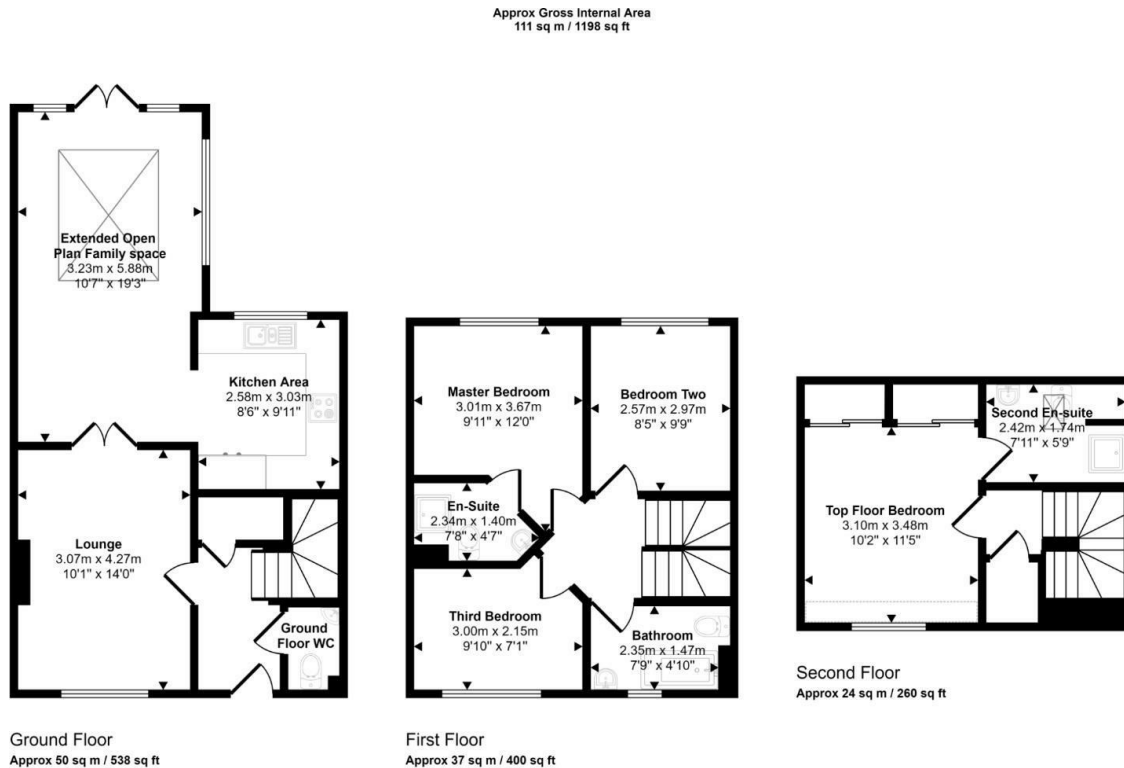 Approx Gross Internal Area
111 sq m / 1198 sq ft
Extended Open
Plan Family space
3.23m x 5.88m
10'7" x 19'3"
Kitchen Area
2.58m x 3.03m
8'6" x 9'11"
Lounge
3.07m x 4.27m
10'1" x 14'0"
Ground
Floor WC
Ground Floor
Approx 50 sq m / 538 sq ft
Master Bedroom
3.01m x 3.67m
9'11" x 12'0"
Bedroom Two
2.57m x 2.97m
8'5" x 9'9"
En-Suite
2.34m x 1.40m
7'8" x 4'7"
Third Bedroom
3.00m x 2.15m
9'10" x 7'1"
Bathroom
2.35m x 1.47m
7'9" x 4'10"
First Floor
Approx 37 sq m / 400 sq ft
Second En-suite
2.42m x 1.74m
7'11" x 5'9"
Top Floor Bedroom
3.10m x 3.48m
10'2" x 11'5"
Second Floor
Approx 24 sq m / 260 sq ft